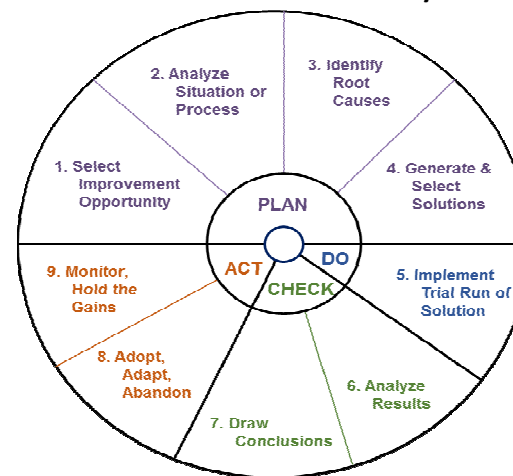 1. Select
Improvement
Opportunity
2. Analyze
Situation or
Process
3. Identify
Root
Causes
4. Generate &
Select
Solutions
PLAN
DO
CHECK
ACT
5. Implement
Trial Run of
Solution
6. Analyze
Results
7. Draw
Conclusions
8. Adopt,
Adapt,
Abandon
9. Monitor,
Hold the
Gains